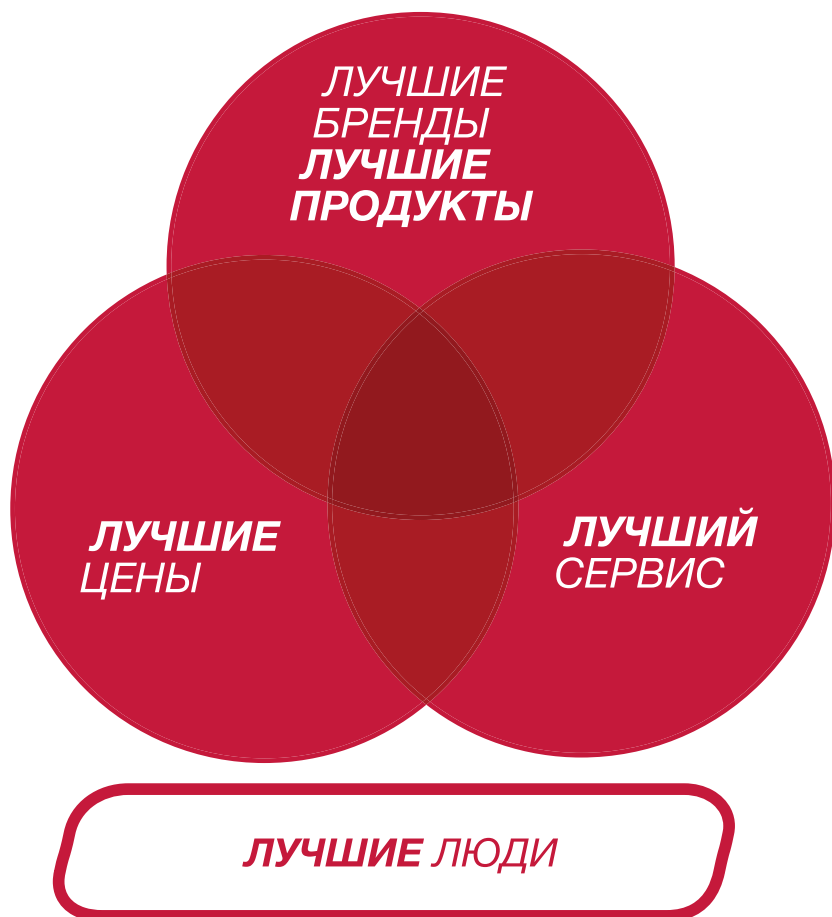 ЛУЧШИЕ
БРЕНДЫ
ЛУЧШИЕ
ПРОДУКТЫ
ЛУЧШИЕ
ЦЕНЫ
ЛУЧШИЙ
СЕРВИС
ЛУЧШИЕ ЛЮДИ